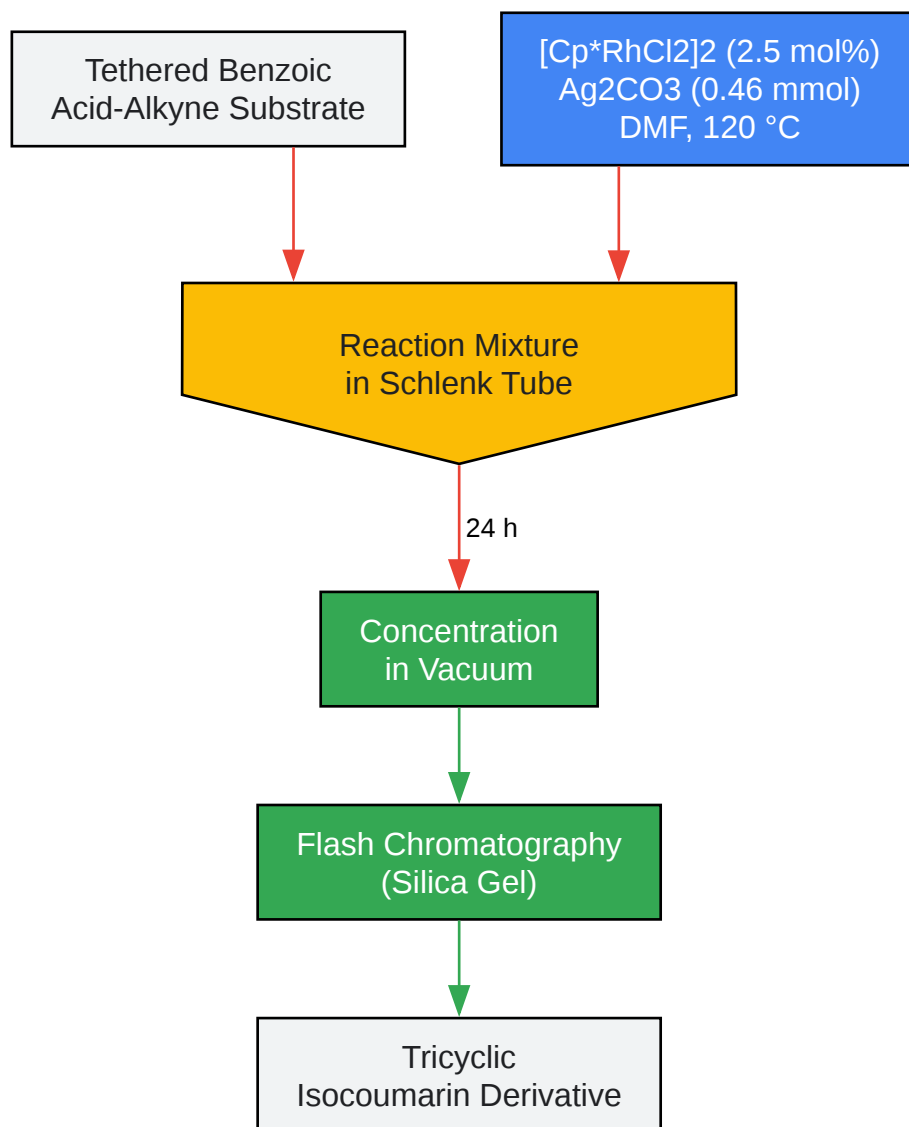 Tethered Benzoic
Acid-Alkyne Substrate
[Cp*RhCl2]2 (2.5 mol%)
Ag2CO3 (0.46 mmol)
DMF, 120 °C
Reaction Mixture
in Schlenk Tube
24 h
Concentration
in Vacuum
Flash Chromatography
(Silica Gel)
Tricyclic
Isocoumarin Derivative